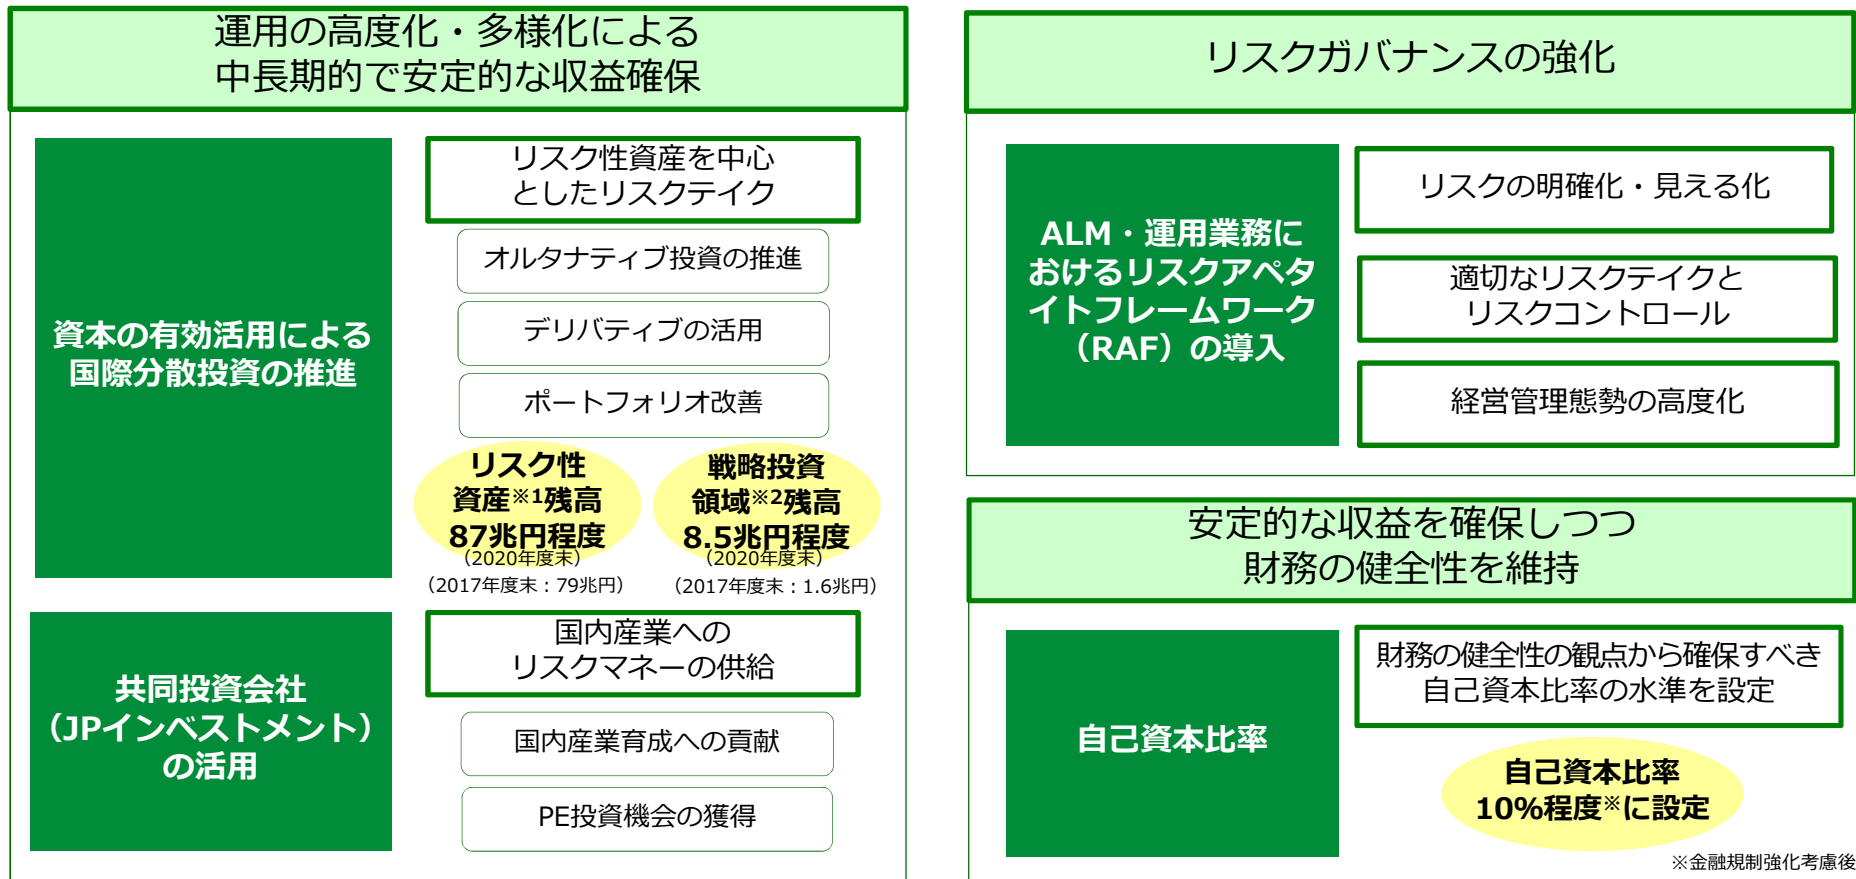 運用の高度化・多様化による
中長期的で安定的な収益確保
資本の有効活用による
国際分散投資の推進
リスク性資産を中心
としたリスクテイク
オルタナティブ投資の推進
デリバティブの活用
ポートフォリオ改善
リスク性
資産※1残高
87兆円程度
（2020年度末）
（2017年度末：79兆円）
戦略投資
領域※2残高
8.5兆円程度
（2020年度末）
（2017年度末：1.6兆円）
共同投資会社
（JPインベストメント）
の活用
国内産業への
リスクマネーの供給
国内産業育成への貢献
PE投資機会の獲得
リスクガバナンスの強化
ALM・運用業務に
おけるリスクアペタ
イトフレームワーク
（RAF）の導入
リスクの明確化・見える化
適切なリスクテイクと
リスクコントロール
経営管理態勢の高度化
安定的な収益を確保しつつ
財務の健全性を維持
自己資本比率
財務の健全性の観点から確保すべき
自己資本比率の水準を設定
自己資本比率
10%程度※に設定
※金融規制強化考慮後